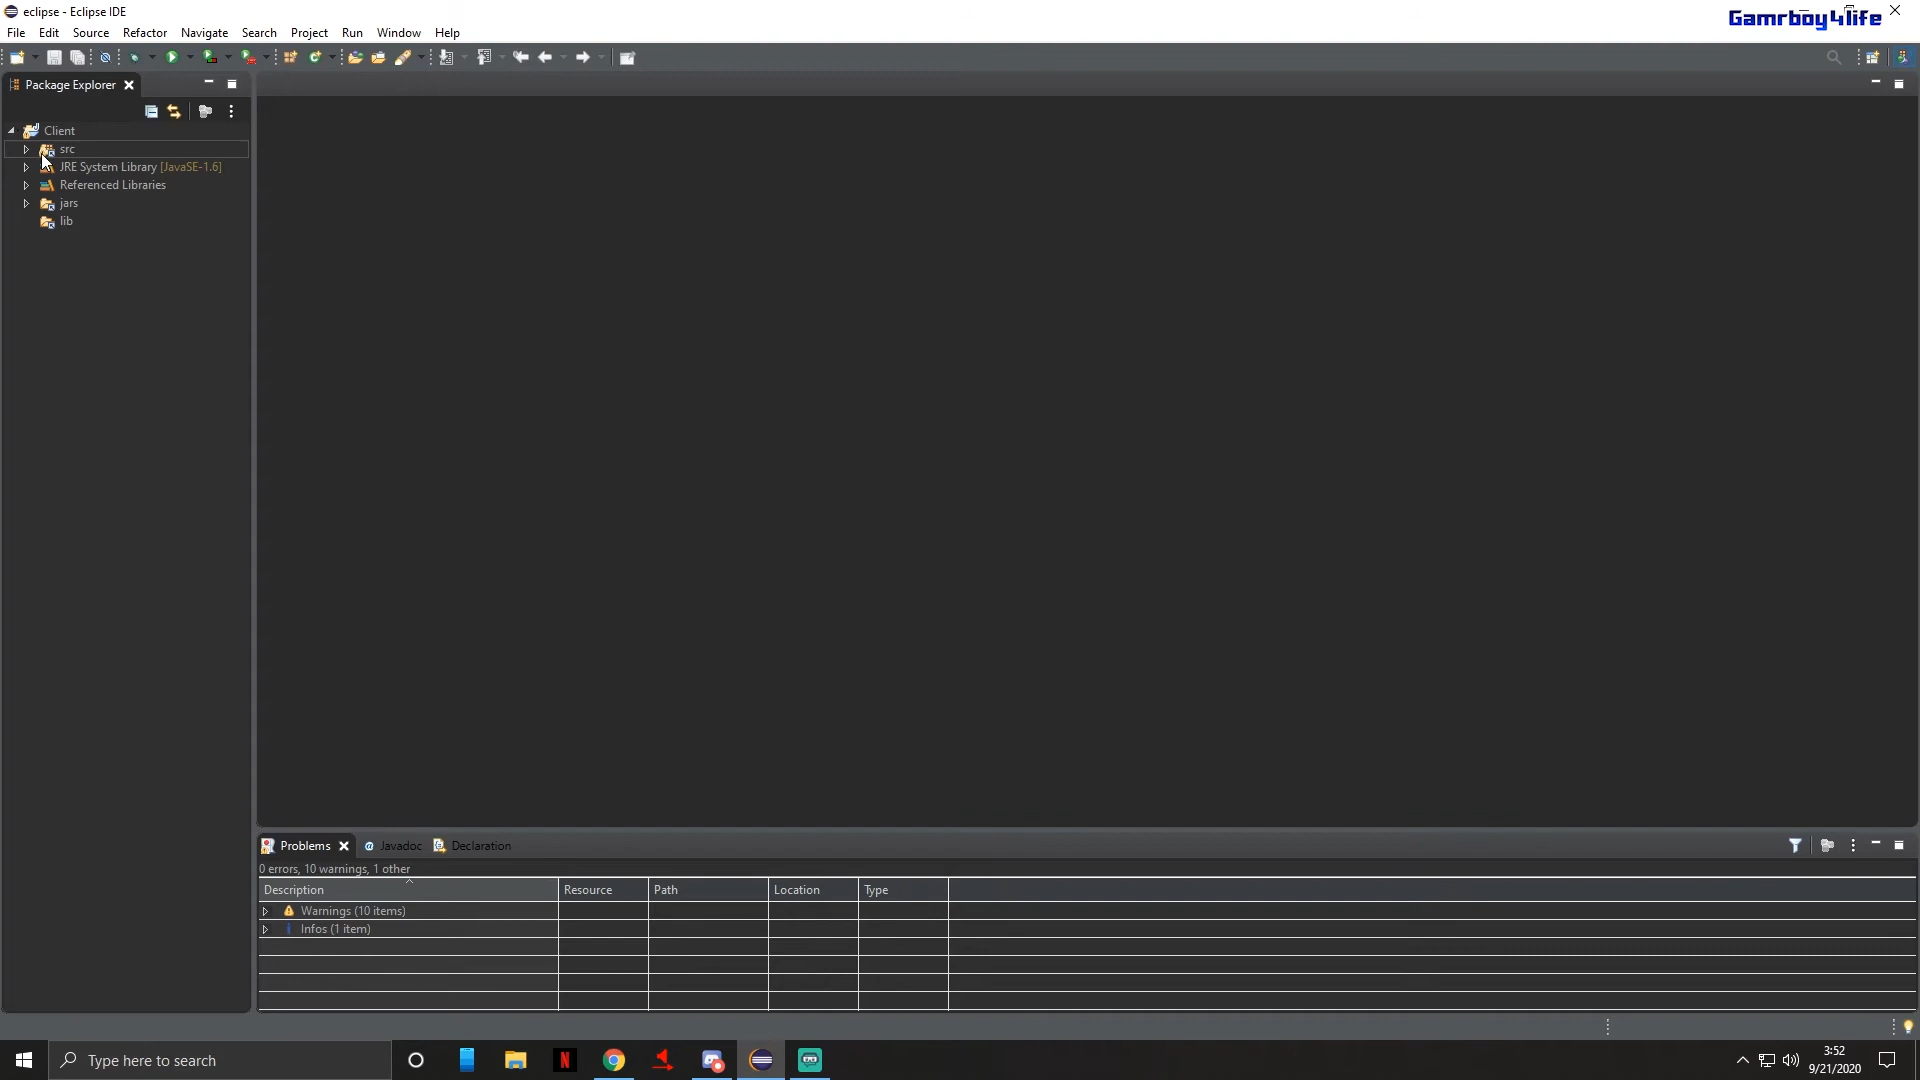 eclipse - Eclipse IDE
Gamrboy4life
File Edit Source Refactor Navigate Search Project Run Window Help
Package Explorer
Client
src
JRE System Library [JavaSE-1.6]
Referenced Libraries
jars
lib
Problems Javadoc Declaration
0 errors, 10 warnings, 1 other
Description Resource Path Location Type
Warnings (10 items)
Infos (1 item)
Type here to search
3:52
9/21/2020